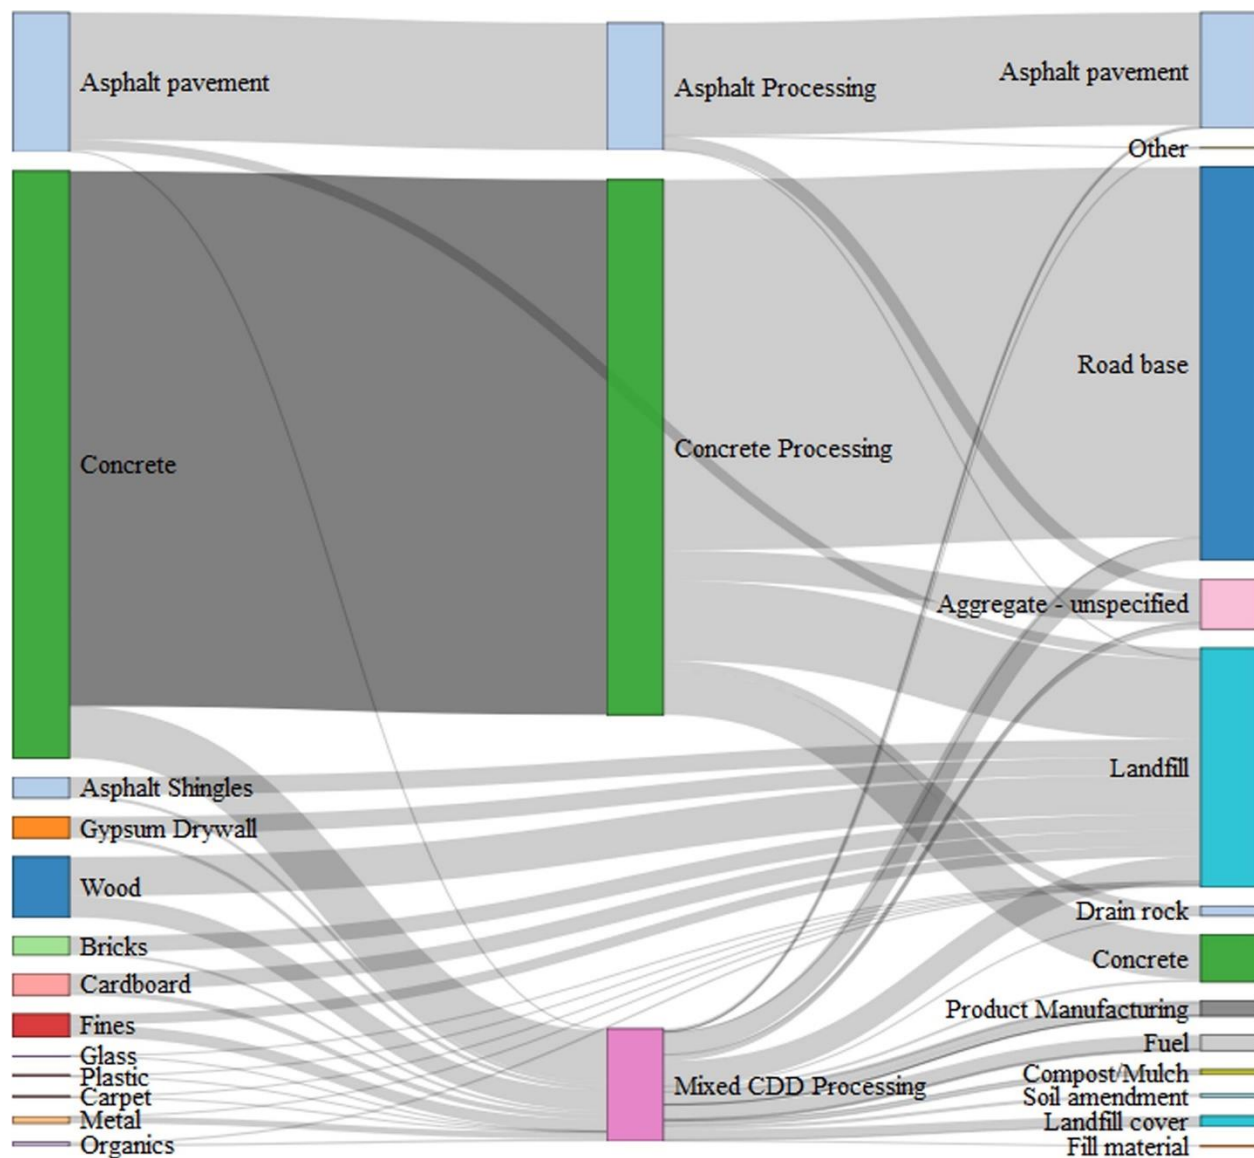 Asphalt pavement
Concrete
Asphalt Shingles
Gypsum Drywall
Wood
Bricks
Cardboard
Fines
Glass
Plastic
Carpet
Metal
Organics
Asphalt Processing
Concrete Processing
Mixed CDD Processing
Asphalt pavement
Other
Road base
Aggregate - unspecified
Landfill
Drain rock
Concrete
Product Manufacturing
Fuel
Compost/Mulch
Soil amendment
Landfill cover
Fill material